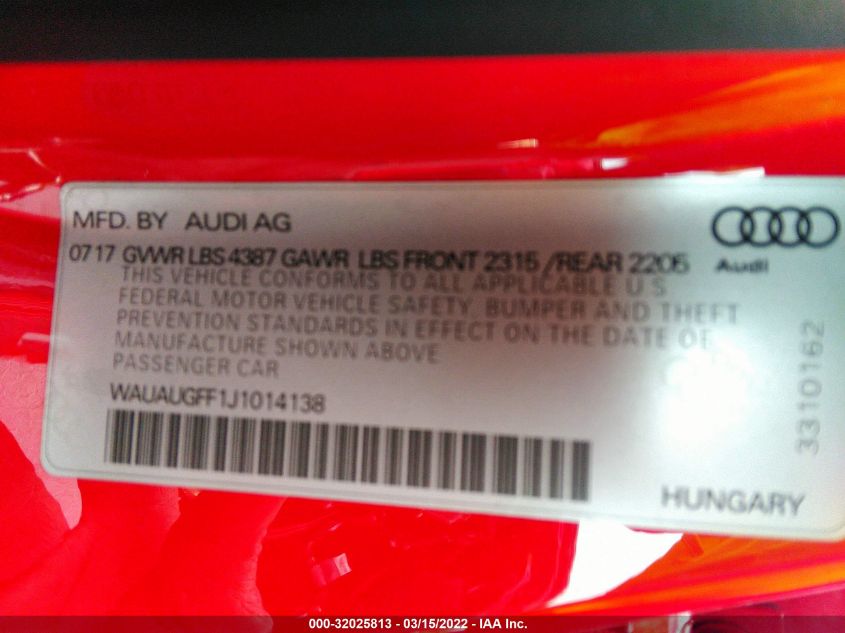 MFD. BY AUDI AG
07 17 GVWR LBS 4387 GAWR LBS FRONT 2315 / REAR 2205
Audi
THIS VEHICLE CONFORMS TO ALL APPLICABLE U.S
FEDERAL MOTOR VEHICLE SAFETY, BUMPER AND THEFT
PREVENTION STANDARDS IN EFFECT ON THE DATE OF
MANUFACTURE SHOWN ABOVE
PASSENGER CAR
WAUAUGFF1J1014138
3310162
HUNGARY
000-32025813 - 03/15/2022 - IAA Inc.